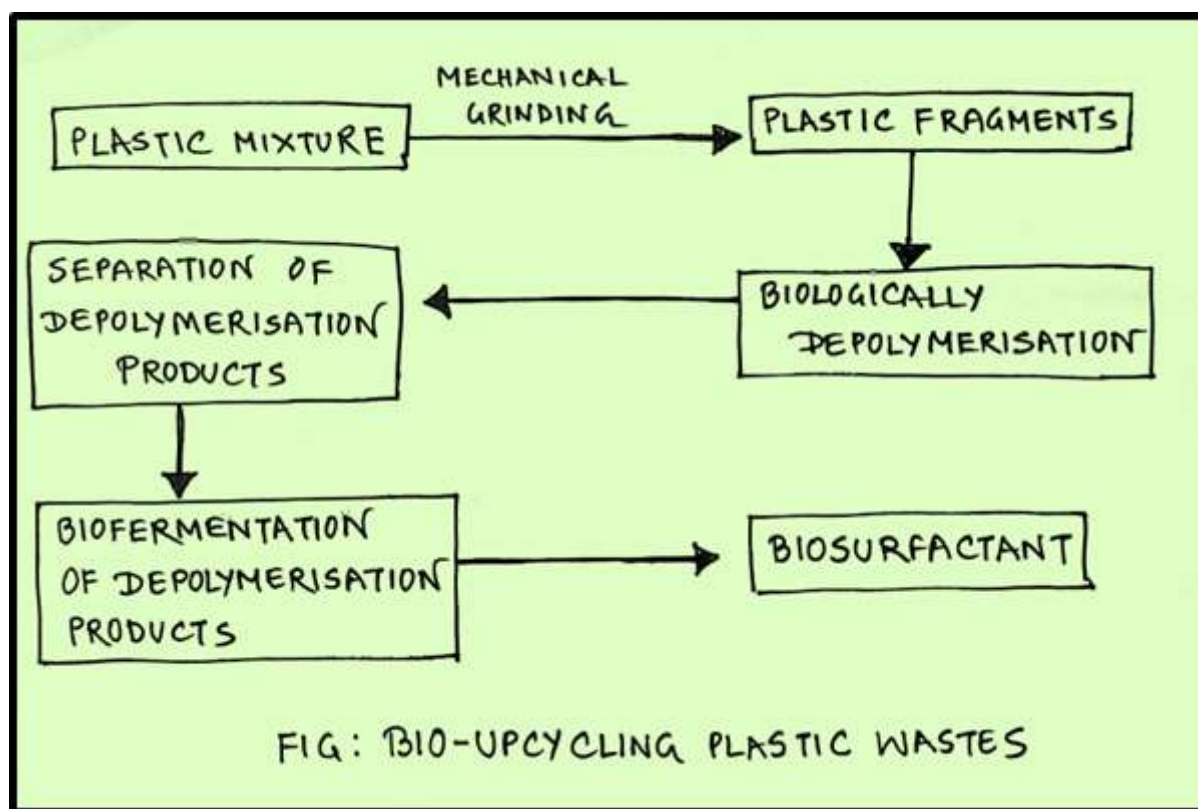 PLASTIC MIXTURE
MECHANICAL
GRINDING
PLASTIC FRAGMENTS
BIOLOGICALLY
DEPOLYMERISATION
SEPARATION OF
DEPOLYMERISATION
PRODUCTS
BIOFERMENTATION
OF DEPOLYMERISATION
PRODUCTS
BIOSURFACTANT
FIG: BIO-UPCYCLING PLASTIC WASTES